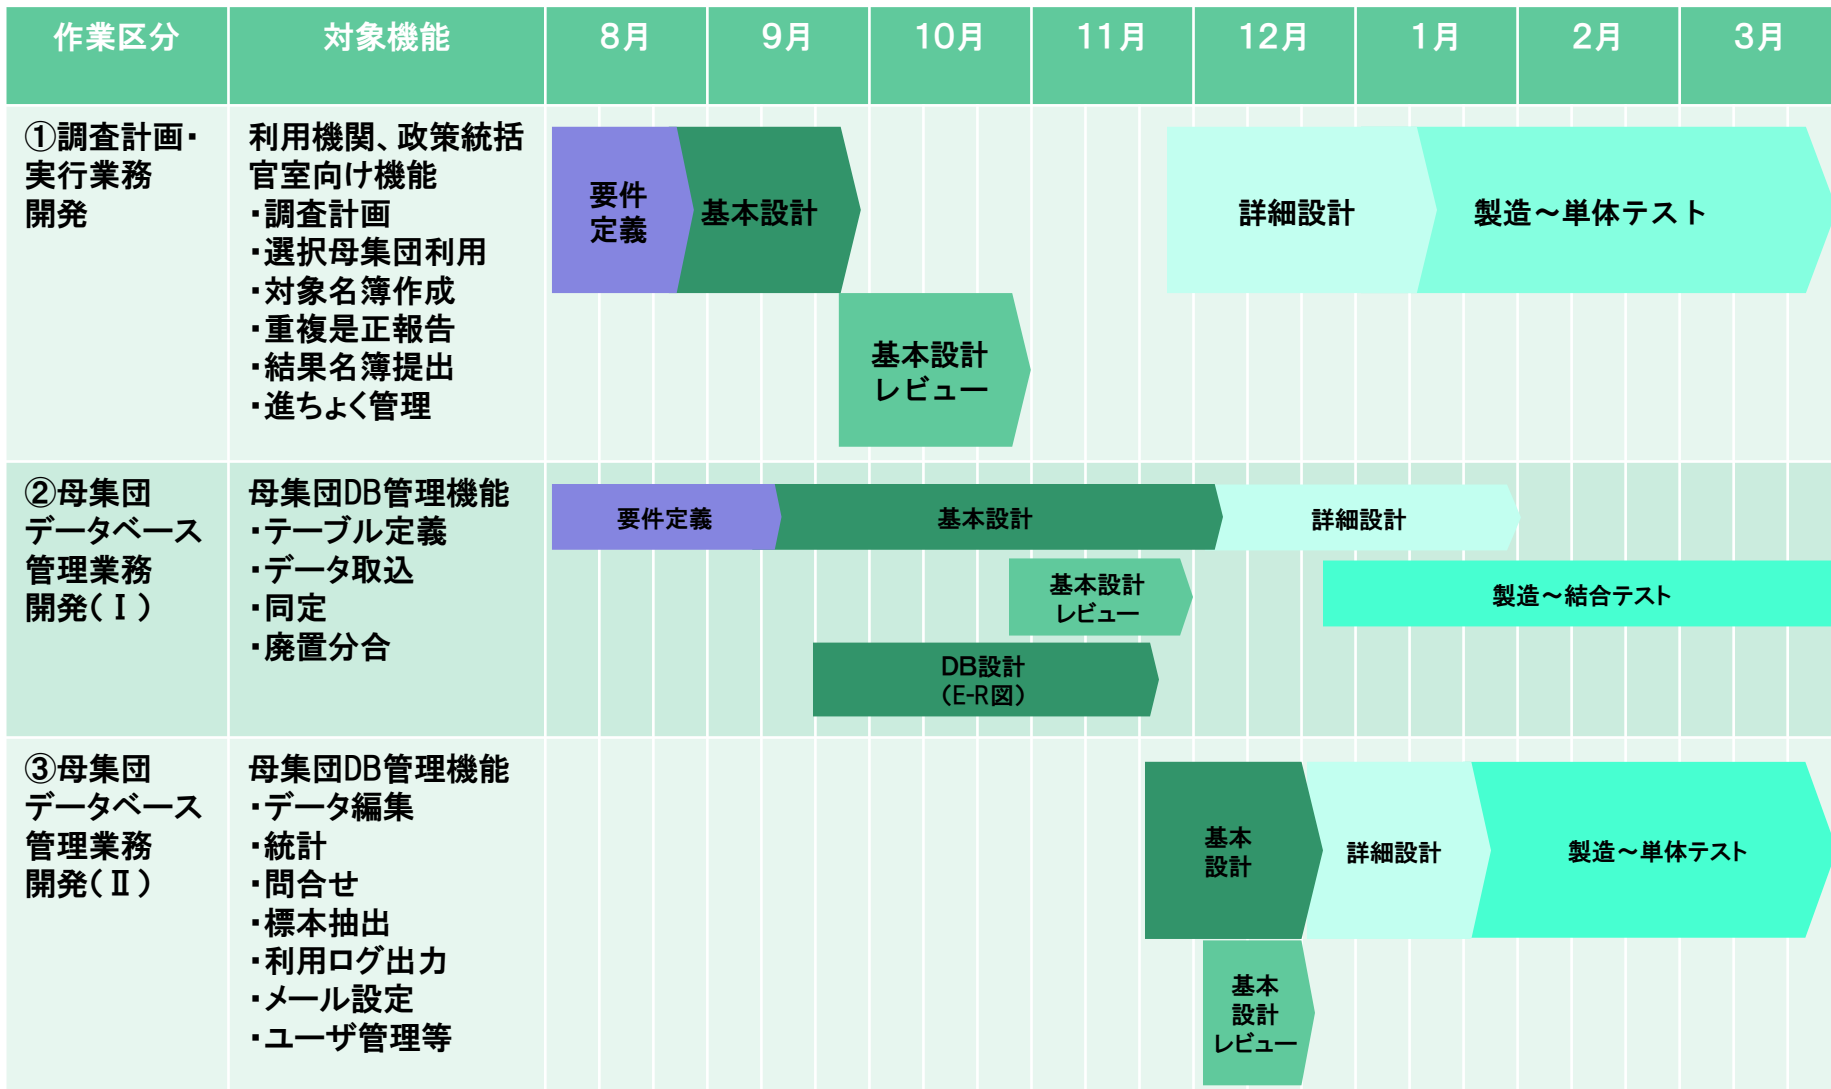 作業区分 対象機能 8月 9月 10月 11月 12月 1月 2月 3月
①調査計画・
実行業務
開発
利用機関、政策統括
官室向け機能
・調査計画
・選択母集団利用
・対象名簿作成
・重複是正報告
・結果名簿提出
・進ちょく管理
要件
定義
基本設計
基本設計
レビュー
詳細設計
製造～単体テスト
②母集団
データベース
管理業務
開発(Ⅰ)
母集団DB管理機能
・テーブル定義
・データ取込
・同定
・廃置分合
要件定義
基本設計
詳細設計
基本設計
レビュー
製造～結合テスト
DB設計
(E-R図)
③母集団
データベース
管理業務
開発(Ⅱ)
母集団DB管理機能
・データ編集
・統計
・問合せ
・標本抽出
・利用ログ出力
・メール設定
・ユーザ管理等
基本
設計
詳細設計
製造～単体テスト
基本
設計
レビュー